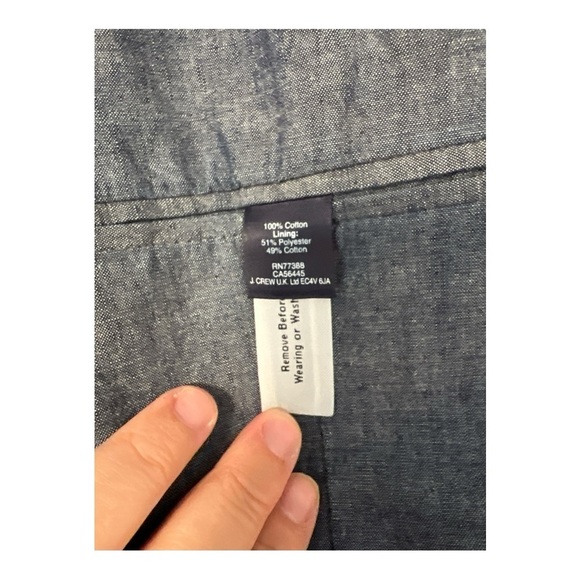 100% Cotton
Lining:
51% Polyester
49% Cotton
RN77388
CA56445
J. CREW U.K. Ltd EC4V 6JA
Remove Before
Wearing or Wash